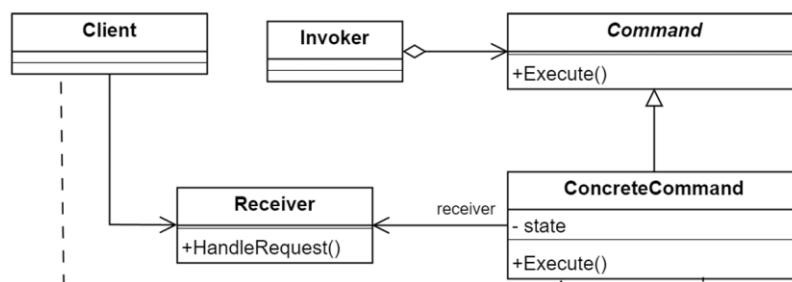 Client
Invoker
Command
+Execute()
Receiver
+HandleRequest()
receiver
ConcreteCommand
- state
+Execute()